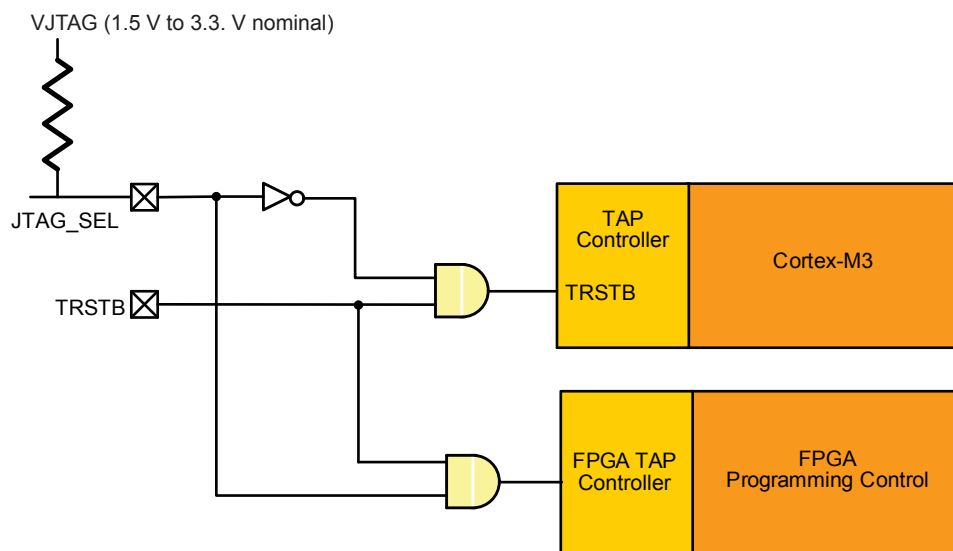 VJTAG (1.5 V to 3.3. V nominal)
JTAG_SEL
TRSTB
TAP
Controller
TRSTB
Cortex-M3
FPGA TAP
Controller
FPGA
Programming Control